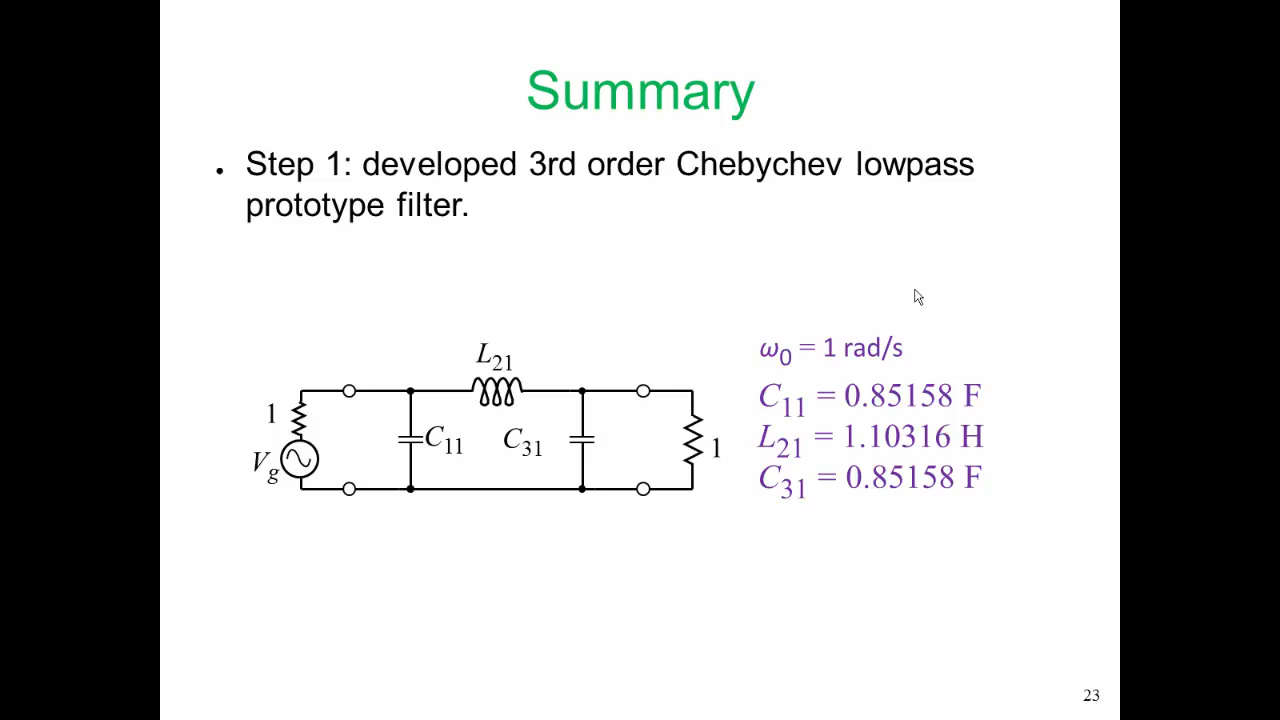 Summary
• Step 1: developed 3rd order Chebychev lowpass
prototype filter.
L21
1
Vg
C11
C31
1
ω0 = 1 rad/s
C11 = 0.85158 F
L21 = 1.10316 H
C31 = 0.85158 F
23